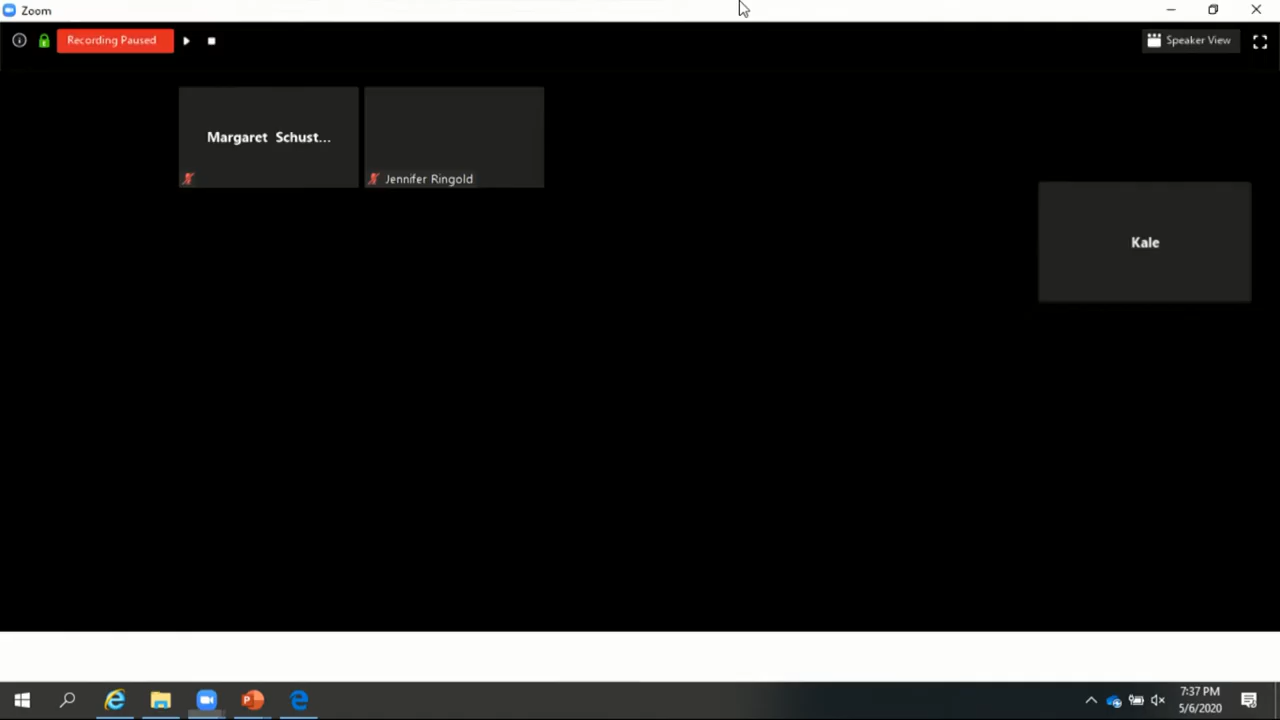 Zoom
Recording Paused
Speaker View
Margaret Schust...
Jennifer Ringold
Kale
7:37 PM
5/6/2020